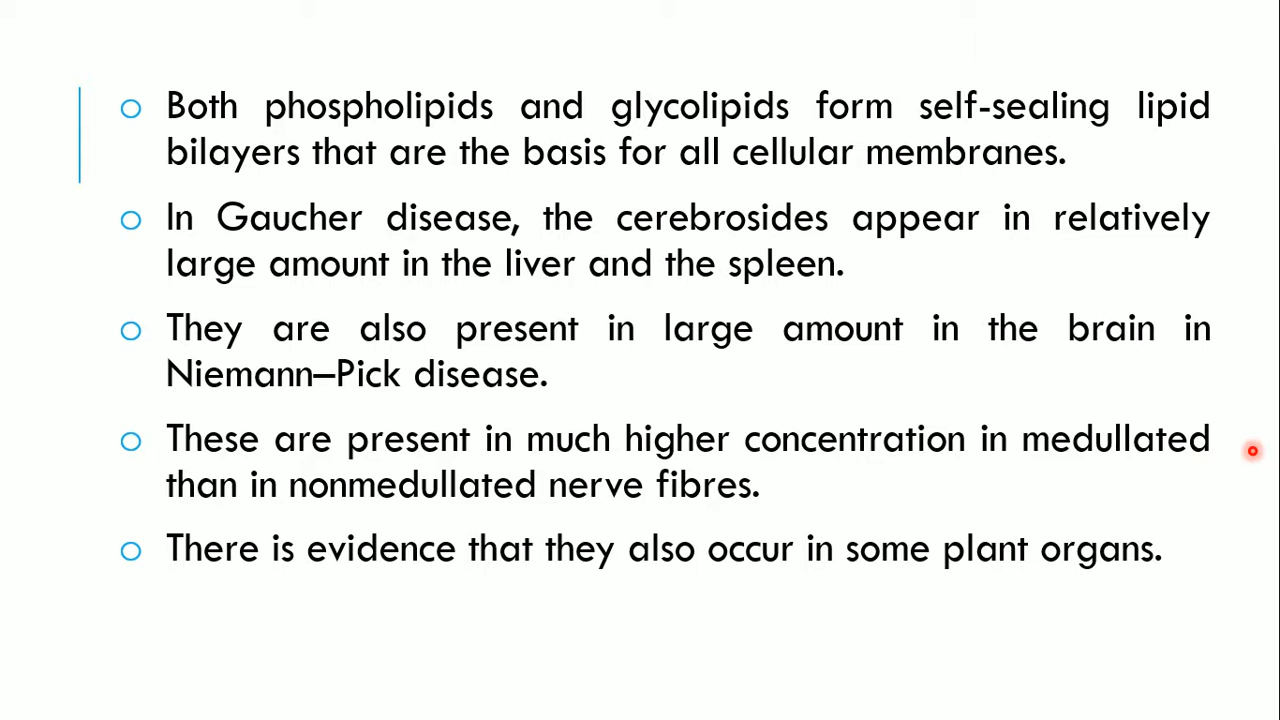 Both phospholipids and glycolipids form self-sealing lipid
bilayers that are the basis for all cellular membranes.
In Gaucher disease, the cerebrosides appear in relatively
large amount in the liver and the spleen.
They are also present in large amount in the brain in
Niemann–Pick disease.
These are present in much higher concentration in medullated
than in nonmedullated nerve fibres.
There is evidence that they also occur in some plant organs.